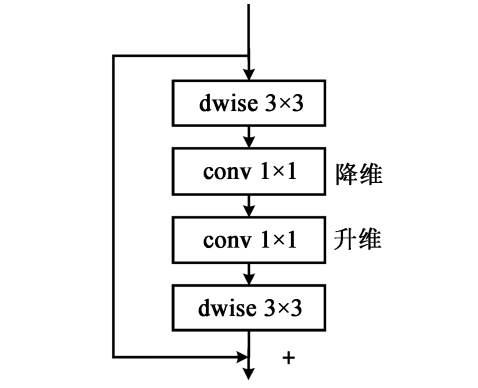 dwise 3×3
conv 1×1 降维
conv 1×1 升维
dwise 3×3
+